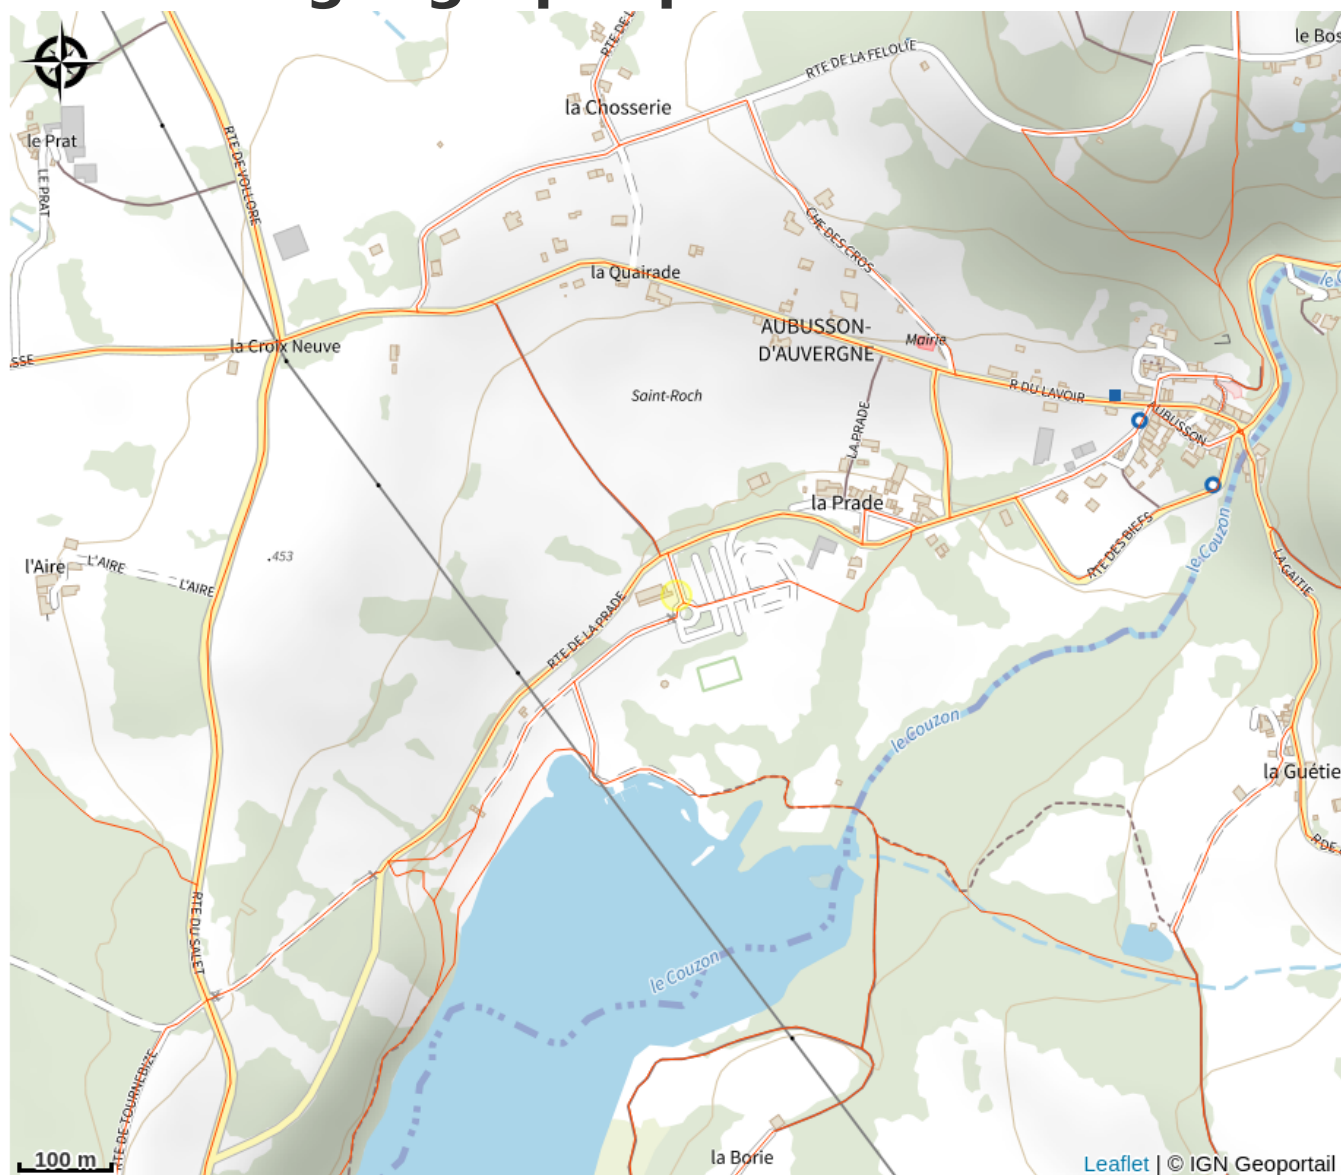 RTE DE LA FELOLIE
la Chosserie
le Prat
LE PRAT
RTE DE VOLLORE
CHE DES CROS
la Quairade
AUBUSSON-
D'AUVERGNE
Mairie
la Croix Neuve
Saint-Roch
R DU LAVOIR
AUBUSSON
LA PRADE
la Prade
RTE DES BIEFS
le Couzon
LA GAITIE
l'Aire
L'AIRE
L'AIRE
.453
RTE DE LA PRADE
le Couzon
la Guétie
RTE DU SALET
le Couzon
RTE DE TOURNEBIZE
la Borie
100 m
Leaflet | © IGN Geoportail